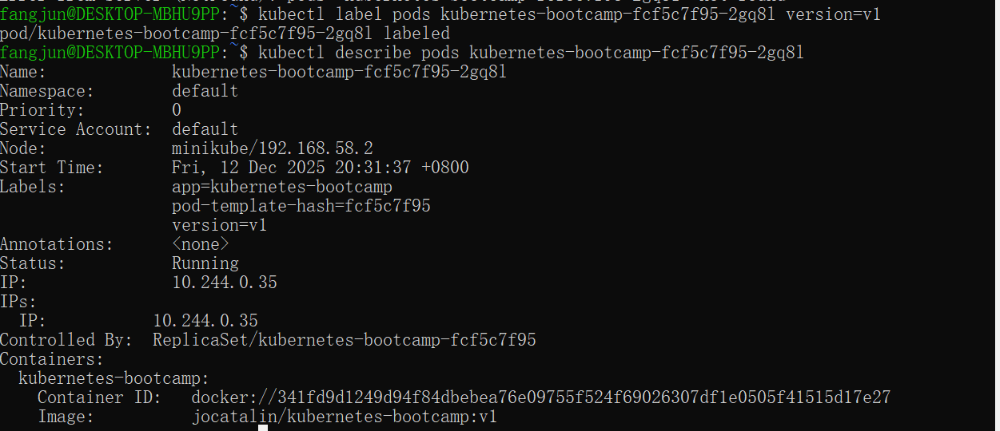 fangjun@DESKTOP-MBHU9PP:~$ kubectl label pods kubernetes-bootcamp-fcf5c7f95-2gq8l version=v1
pod/kubernetes-bootcamp-fcf5c7f95-2gq8l labeled
fangjun@DESKTOP-MBHU9PP:~$ kubectl describe pods kubernetes-bootcamp-fcf5c7f95-2gq8l
Name:             kubernetes-bootcamp-fcf5c7f95-2gq8l
Namespace:        default
Priority:         0
Service Account:  default
Node:             minikube/192.168.58.2
Start Time:       Fri, 12 Dec 2025 20:31:37 +0800
Labels:           app=kubernetes-bootcamp
                  pod-template-hash=fcf5c7f95
                  version=v1
Annotations:      <none>
Status:           Running
IP:               10.244.0.35
IPs:
  IP:           10.244.0.35
Controlled By:  ReplicaSet/kubernetes-bootcamp-fcf5c7f95
Containers:
  kubernetes-bootcamp:
    Container ID:   docker://341fd9d1249d94f84dbebea76e09755f524f69026307df1e0505f41515d17e27
    Image:          jocatalin/kubernetes-bootcamp:v1